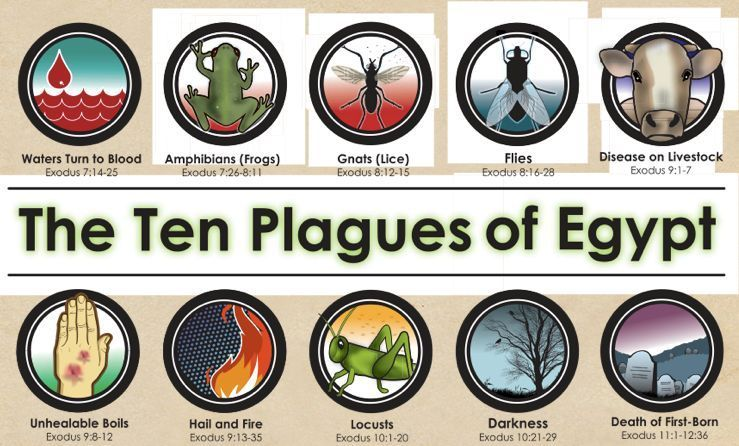 Waters Turn to Blood
Exodus 7:14-25
Amphibians (Frogs)
Exodus 7:26-8:11
Gnats (Lice)
Exodus 8:12-15
Flies
Exodus 8:16-28
Disease on Livestock
Exodus 9:1-7
The Ten Plagues of Egypt
Unhealable Boils
Exodus 9:8-12
Hail and Fire
Exodus 9:13-35
Locusts
Exodus 10:1-20
Darkness
Exodus 10:21-29
Death of First-Born
Exodus 11:1-12:36